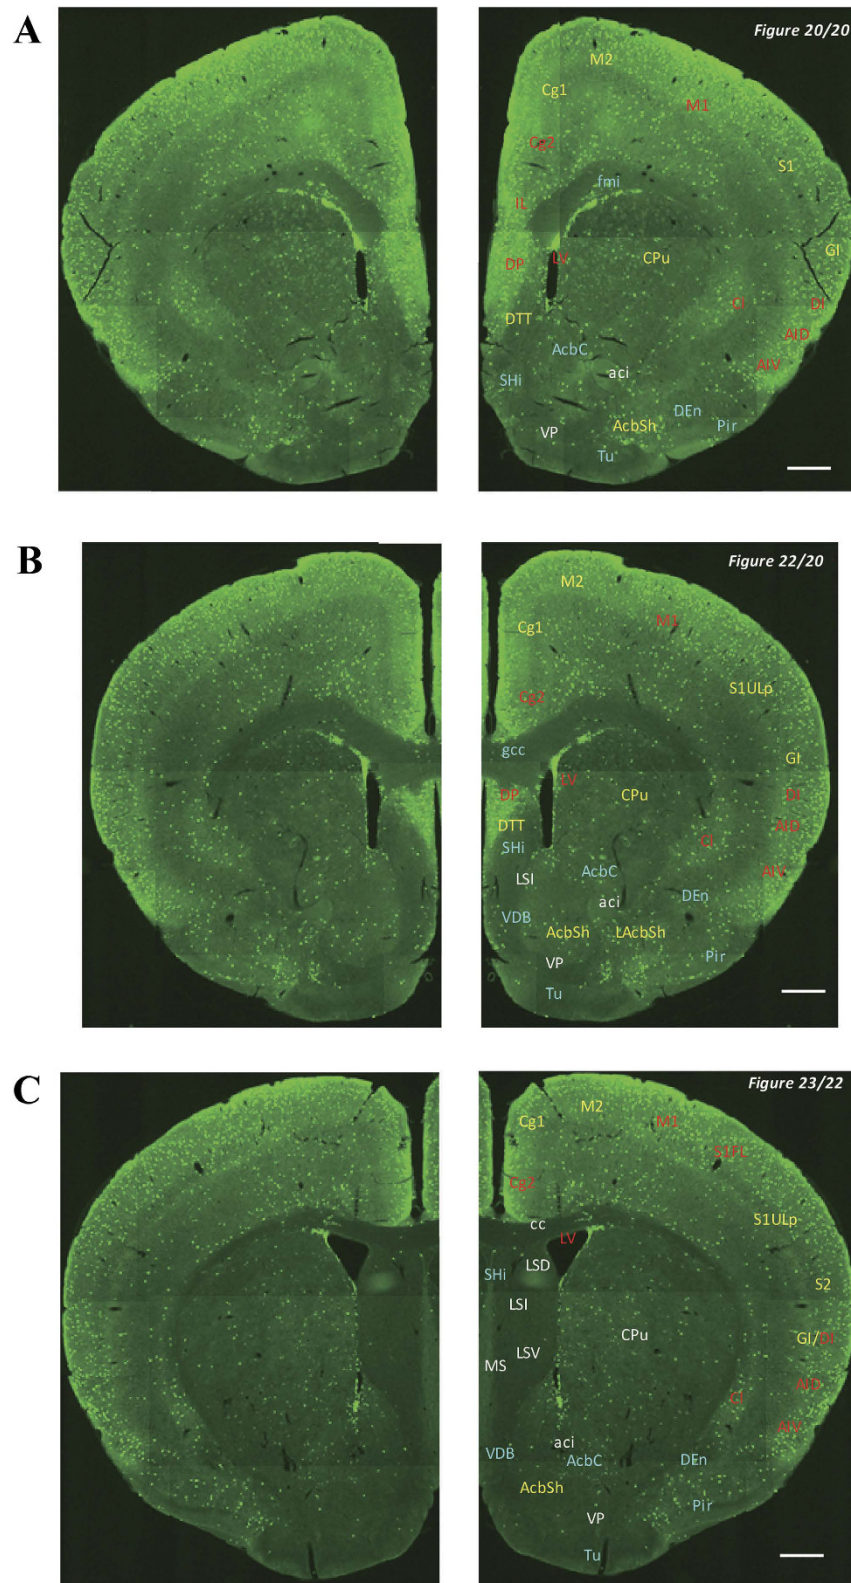 A
Figure 20/20
M2
Cg1
M1
Cg2
S1
fmi
IL
GI
DP
LV
CPu
CI
DI
DTT
AID
AcbC
AIV
SHi
aci
DEn
VP
AcbSh
Pir
Tu
B
Figure 22/20
M2
Cg1
M1
S1ULp
Cg2
gcc
GI
DP
LV
CPu
DI
DTT
AID
SHi
CI
LSI
AcbC
AIV
aci
DEn
VDB
AcbSh
LAcbSh
VP
Pir
Tu
C
Figure 23/22
M2
Cg1
M1
S1FL
Cg2
cc
S1ULp
LV
LSD
SHi
S2
LSI
CPu
GI/DI
LSV
MS
AID
CI
AIV
VDB
aci
AcbC
DEn
AcbSh
Pir
VP
Tu